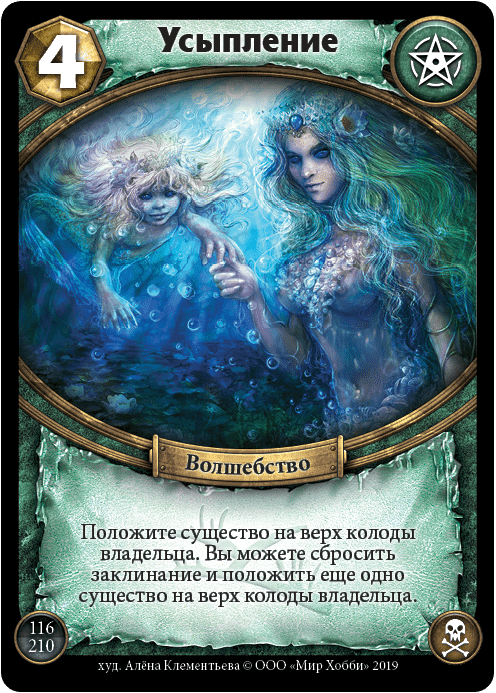 4
Усыпление
Волшебство
Положите существо на верх колоды
владельца. Вы можете сбросить
заклинание и положить еще одно
существо на верх колоды владельца.
116
210
худ. Алёна Клементьева © ООО «Мир Хобби» 2019